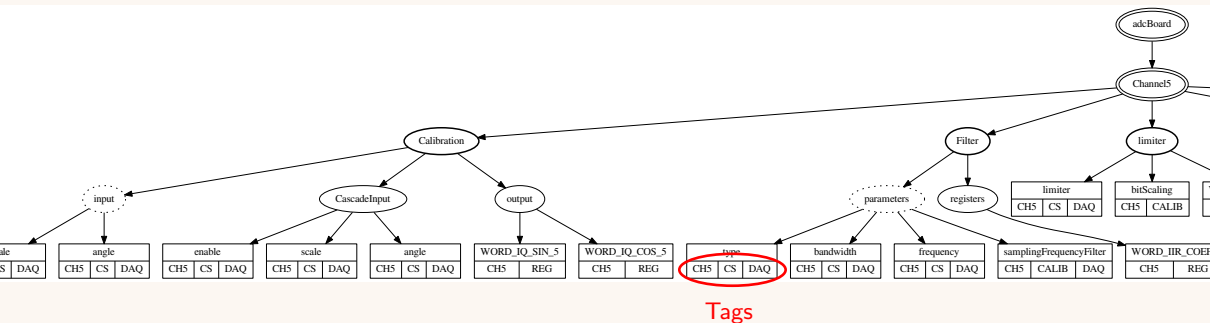 adcBoard
Channel5
Calibration
Filter
limiter
input
CascadeInput
output
parameters
registers
limiter
CH5 CS DAQ
bitScaling
CH5 CALIB
DAQ
angle
CH5 CS DAQ
enable
CH5 CS DAQ
scale
CH5 CS DAQ
angle
CH5 CS DAQ
WORD_IQ_SIN_5
CH5 REG
WORD_IQ_COS_5
CH5 REG
type
CH5 CS DAQ
bandwidth
CH5 CS DAQ
frequency
CH5 CS DAQ
samplingFrequencyFilter
CH5 CALIB DAQ
WORD_IIR_COEF
CH5 REG
Tags